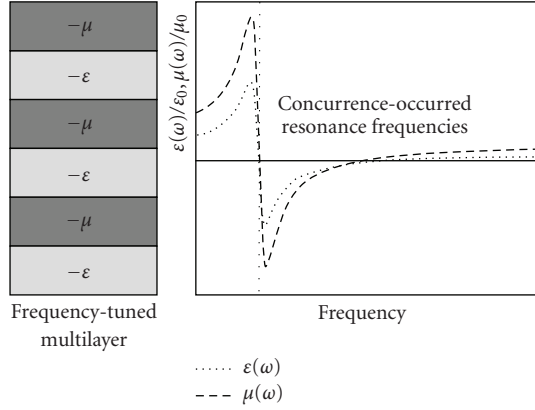 −μ
−ε
−μ
−ε
−μ
−ε
Frequency-tuned
multilayer
ε(ω)/ε0, μ(ω)/μ0
Concurrence-occurred
resonance frequencies
Frequency
ε(ω)
μ(ω)